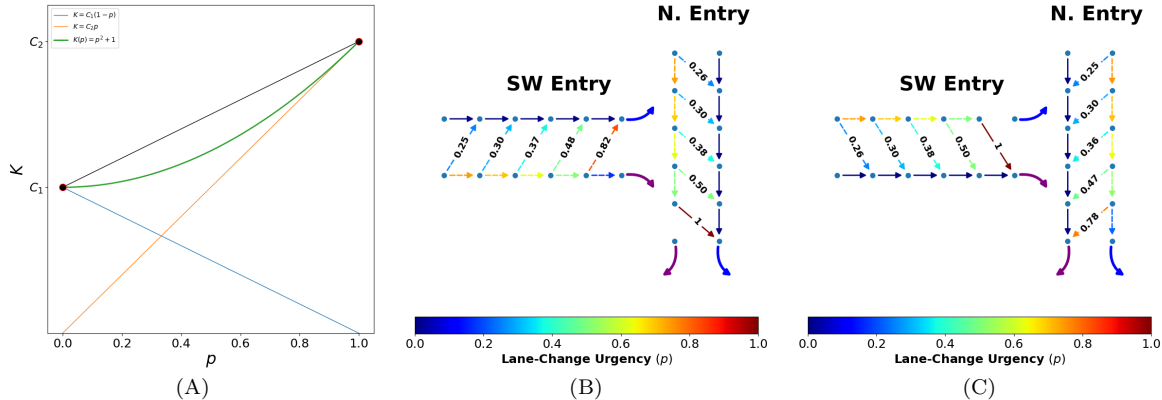 K = C₁(1 − p)
K = C₂p
K(p) = p² + 1
C₂
C₁
K
0.0 0.2 0.4 0.6 0.8 1.0
p
(A)
N. Entry
SW Entry
0.25 0.30 0.37 0.48 0.82
0.26
0.30
0.38
0.50
1
0.0 0.2 0.4 0.6 0.8 1.0
Lane-Change Urgency (p)
(B)
N. Entry
SW Entry
0.26 0.30 0.38 0.50 1
0.25
0.30
0.36
0.47
0.78
0.0 0.2 0.4 0.6 0.8 1.0
Lane-Change Urgency (p)
(C)